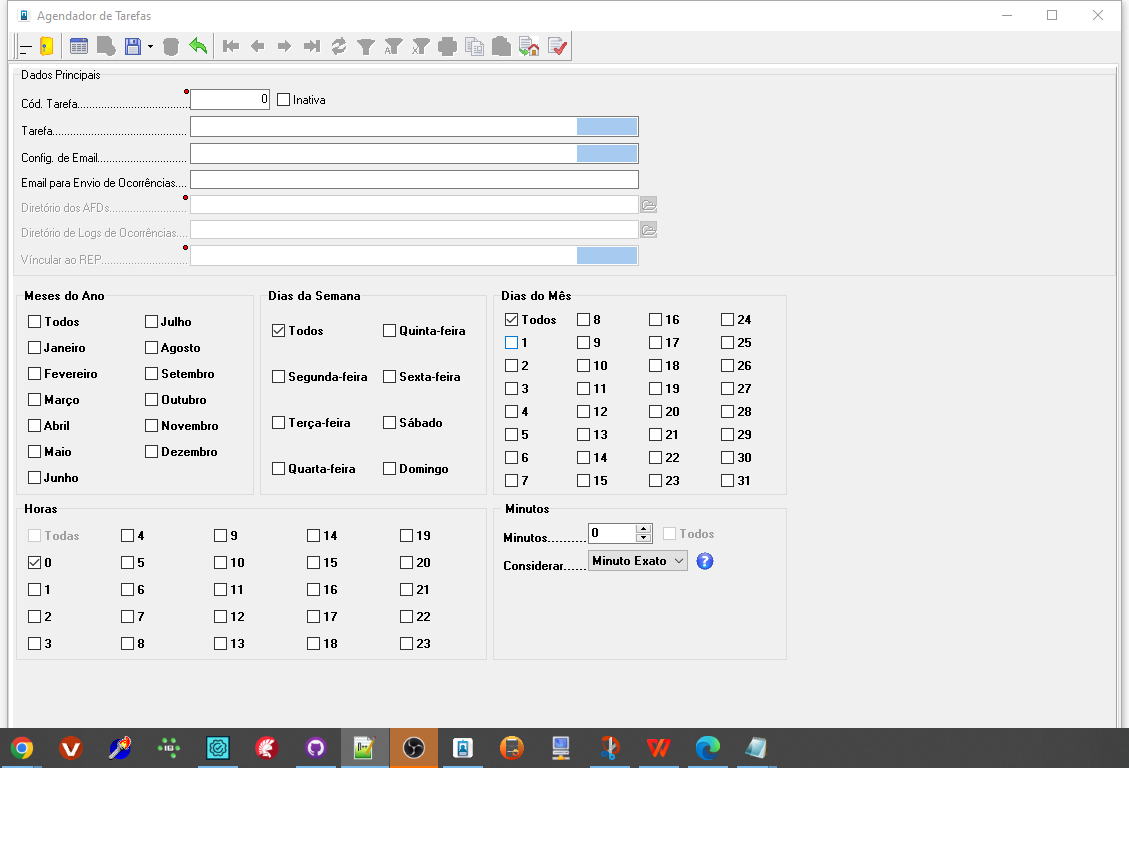 Agendador de Tarefas
Dados Principais
Cód. Tarefa
0
Inativa
Tarefa
Config. de Email
Email para Envio de Ocorrências
Diretório dos AFDs
Diretório de Logs de Ocorrências
Víncular ao REP
Meses do Ano
Todos
Julho
Janeiro
Agosto
Fevereiro
Setembro
Março
Outubro
Abril
Novembro
Maio
Dezembro
Junho
Dias da Semana
Todos
Quinta-feira
Segunda-feira
Sexta-feira
Terça-feira
Sábado
Quarta-feira
Domingo
Dias do Mês
Todos 8 16 24
1 9 17 25
2 10 18 26
3 11 19 27
4 12 20 28
5 13 21 29
6 14 22 30
7 15 23 31
Horas
Todas 4 9 14 19
0 5 10 15 20
1 6 11 16 21
2 7 12 17 22
3 8 13 18 23
Minutos
Minutos 0 Todos
Considerar Minuto Exato ?